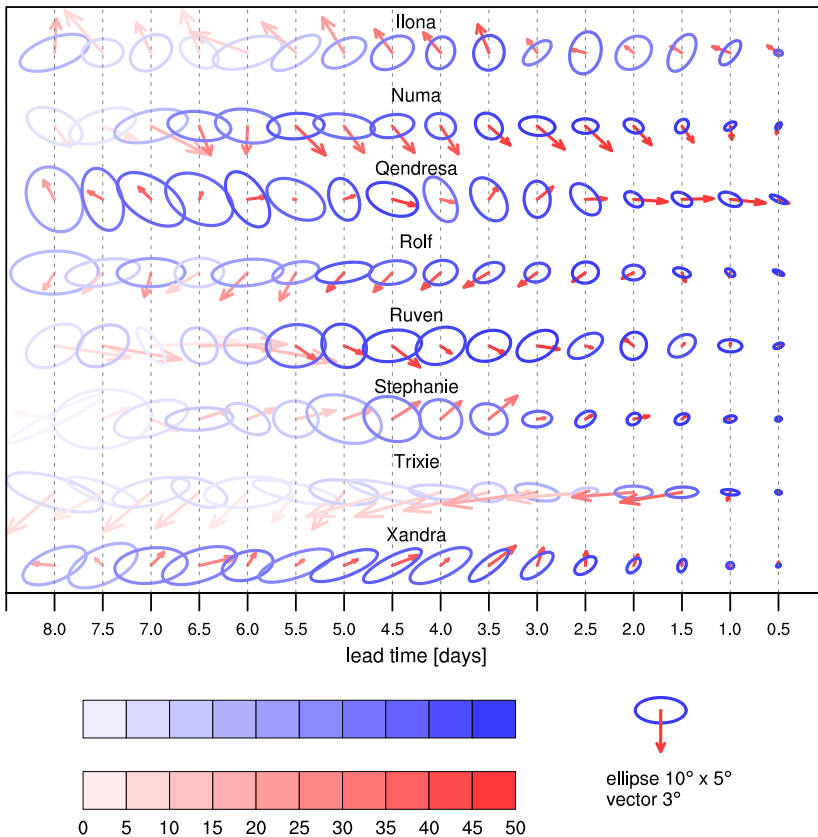 Ilona
Numa
Qendresa
Rolf
Ruven
Stephanie
Trixie
Xandra
8.0 7.5 7.0 6.5 6.0 5.5 5.0 4.5 4.0 3.5 3.0 2.5 2.0 1.5 1.0 0.5
lead time [days]
ellipse 10° x 5°
vector 3°
0 5 10 15 20 25 30 35 40 45 50